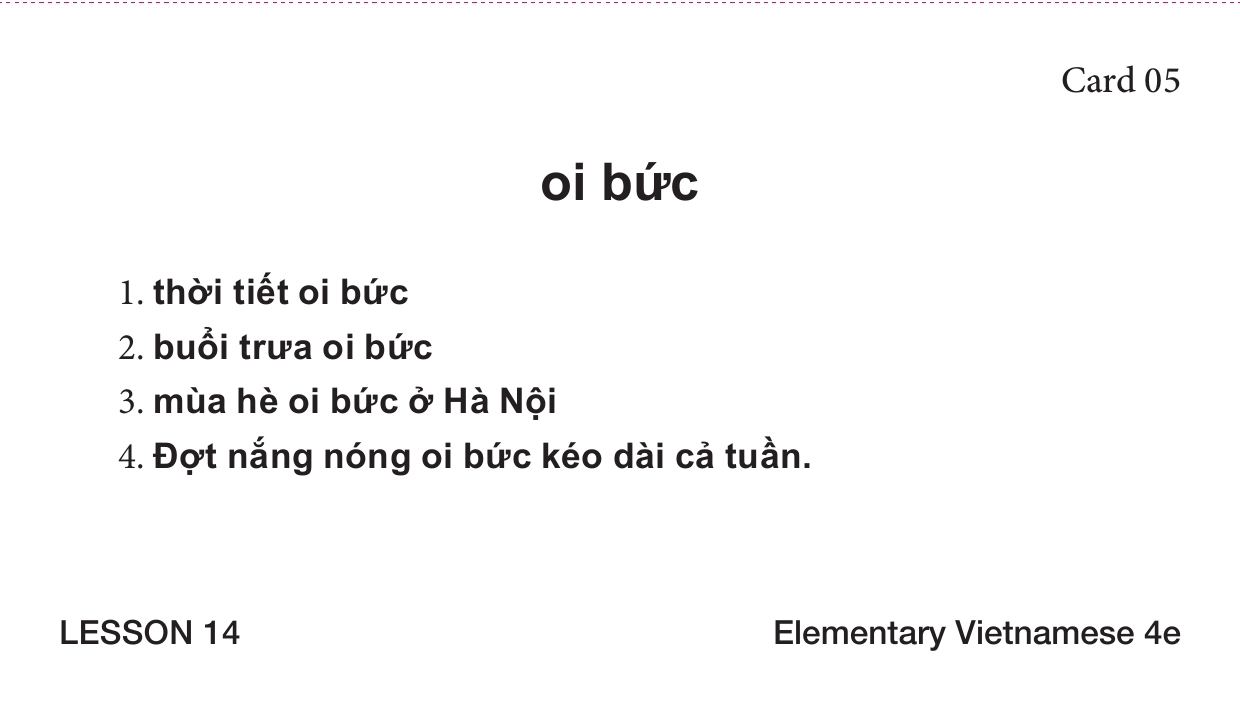 Card 05
oi bức
1. thời tiết oi bức
2. buổi trưa oi bức
3. mùa hè oi bức ở Hà Nội
4. Đợt nắng nóng oi bức kéo dài cả tuần.
LESSON 14
Elementary Vietnamese 4e